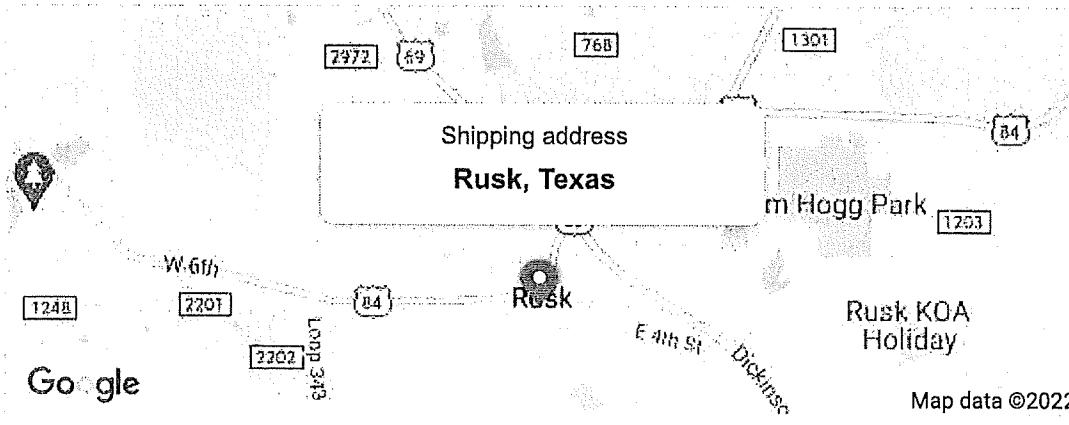 2972
69
768
1301
Shipping address
Rusk, Texas
84
m Hogg Park
1203
W 6th
1248
2201
84
Rusk
Rusk KOA
Holiday
E 4th St
2202
Loop 343
Dickinso
Google
Map data ©2022